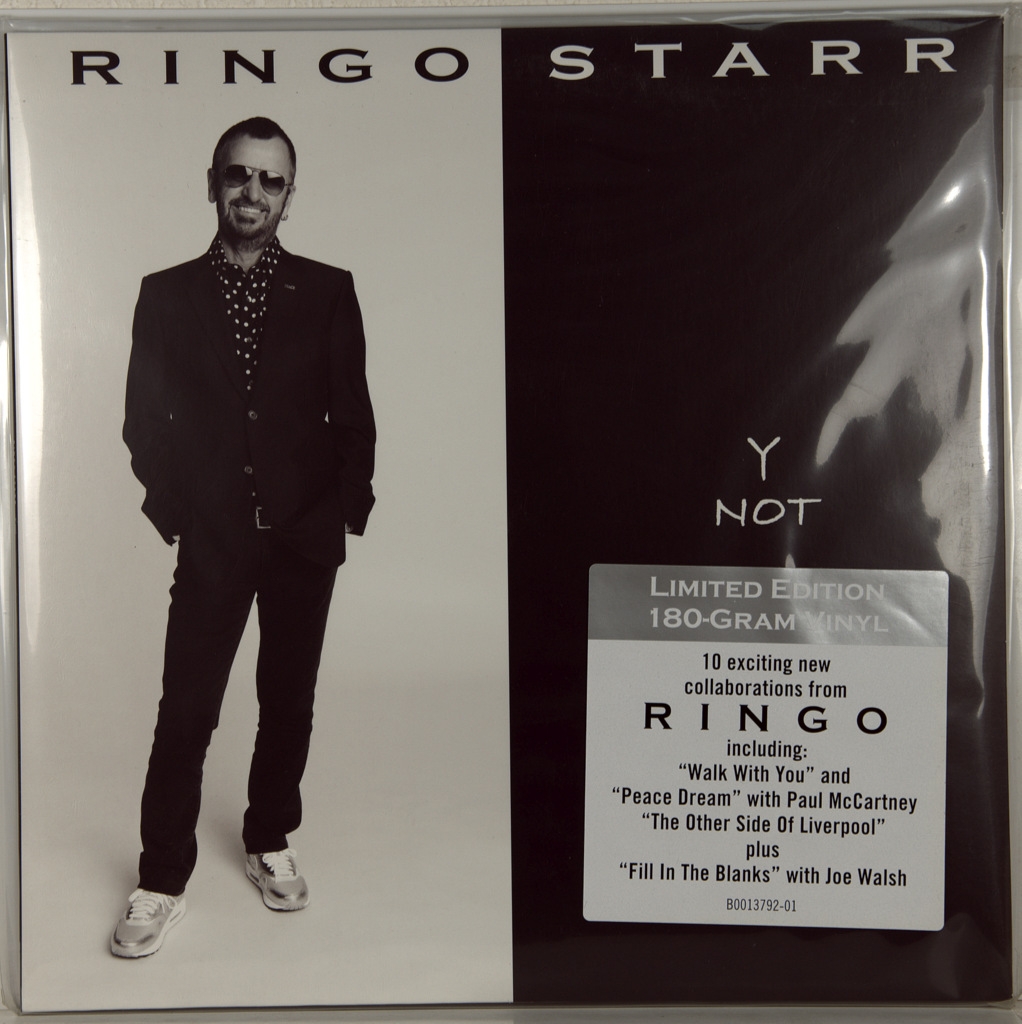 RINGO STARR
Y
NOT
LIMITED EDITION
180-GRAM VINYL
10 exciting new
collaborations from
RINGO
including:
“Walk With You” and
“Peace Dream” with Paul McCartney
“The Other Side Of Liverpool”
plus
“Fill In The Blanks” with Joe Walsh
B0013792-01